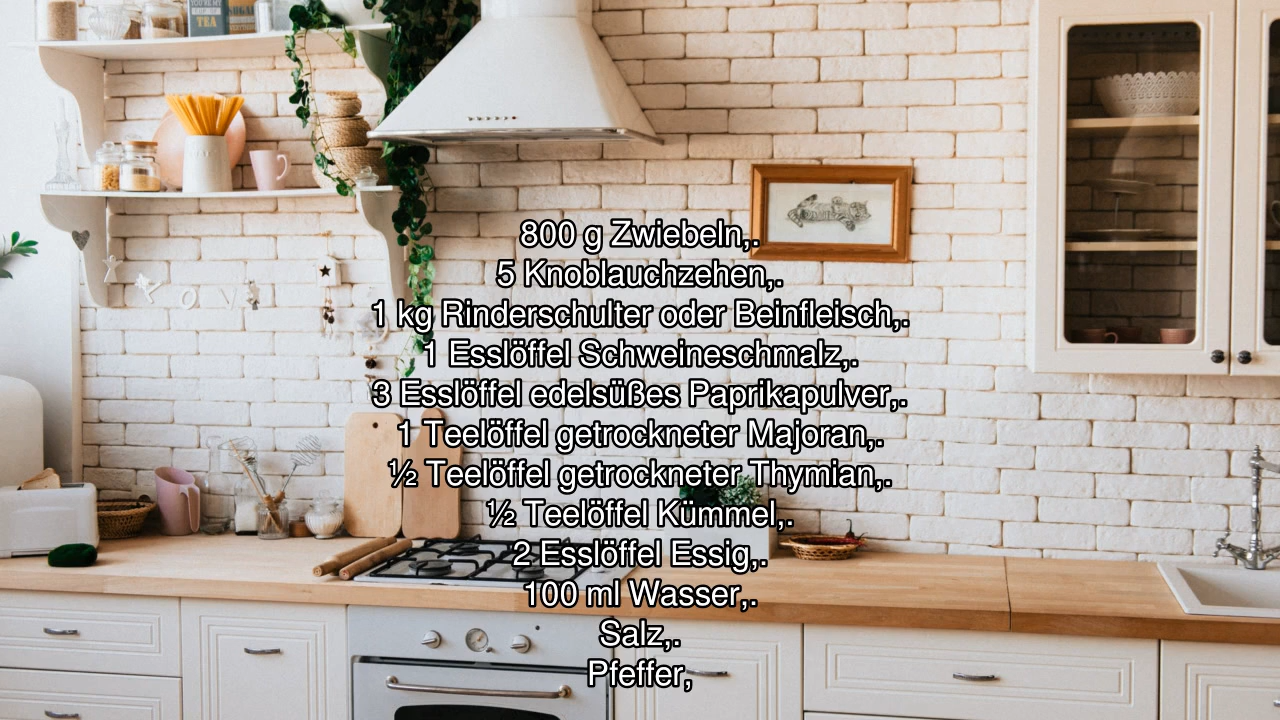 TEA
800 g Zwiebeln,.
5 Knoblauchzehen,.
1 kg Rinderschulter oder Beinfleisch,.
1 Esslöffel Schweineschmalz,.
3 Esslöffel edelsüßes Paprikapulver,.
1 Teelöffel getrockneter Majoran,.
½ Teelöffel getrockneter Thymian,.
½ Teelöffel Kümmel,.
2 Esslöffel Essig,.
100 ml Wasser,.
Salz,.
Pfeffer,